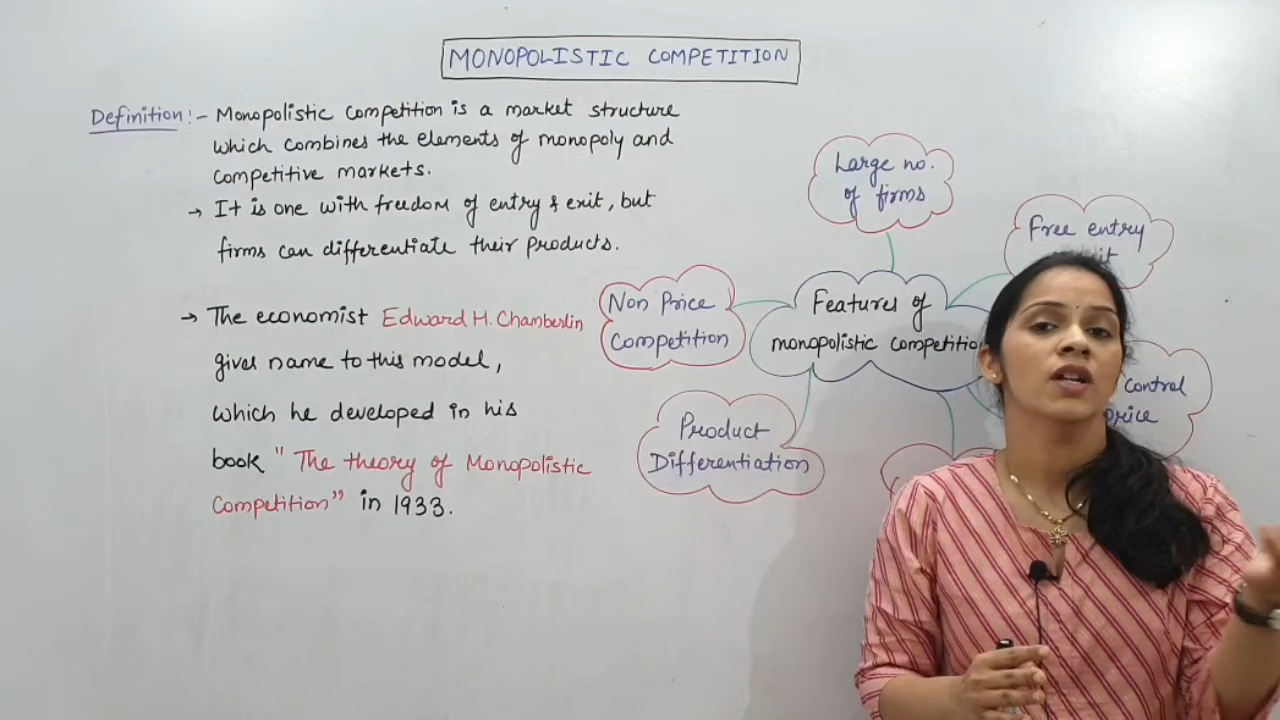 MONOPOLISTIC COMPETITION
Definition:- Monopolistic competition is a market structure
which combines the elements of monopoly and
competitive markets.
→ It is one with freedom of entry & exit, but
firms can differentiate their products.
→ The economist Edward H. Chamberlin
gives name to this model,
which he developed in his
book "The theory of Monopolistic
Competition" in 1933.
Large no.
of firms
Free entry
Non Price
Competition
Features of
monopolistic
Product
Differentiation
control
price